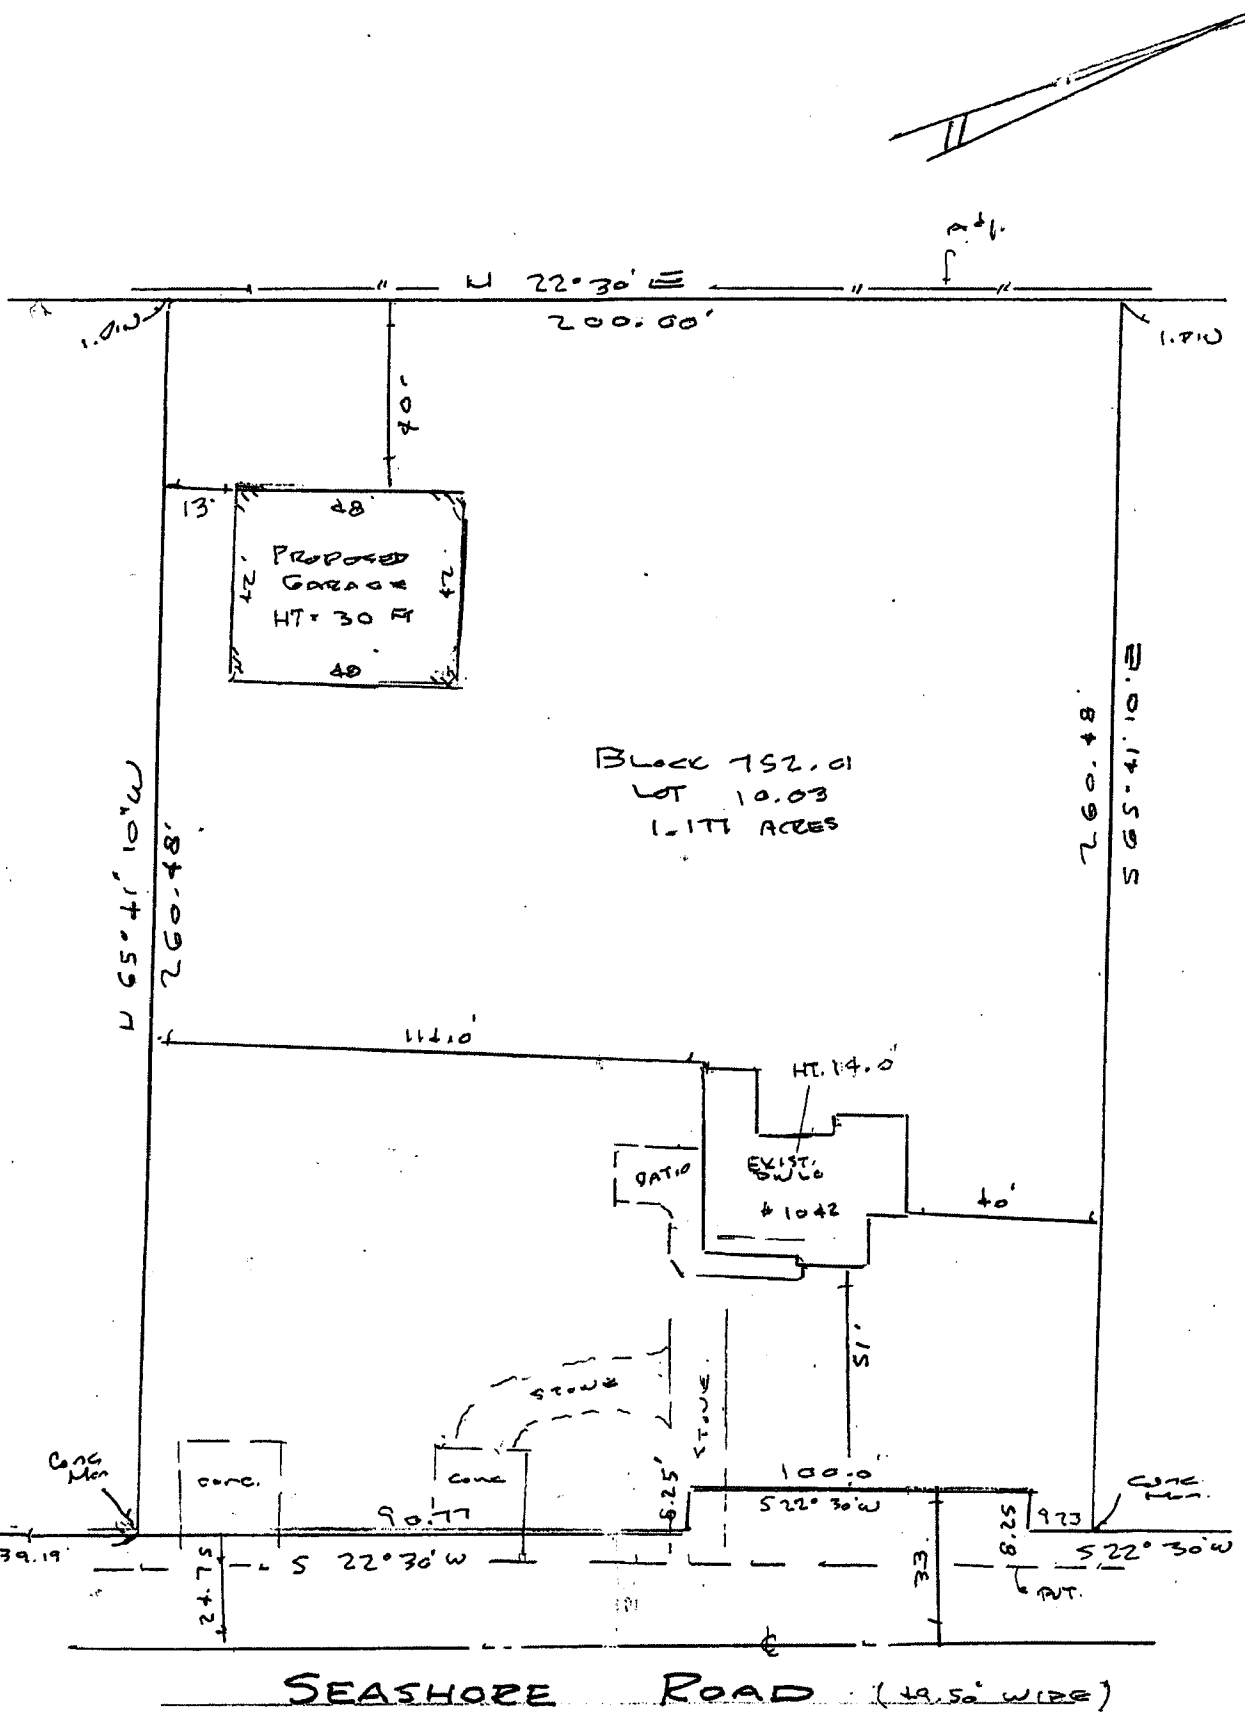 Adj.
N 22° 30' E
200.00'
I. PIN
I. PIN
40'
13'
48'
PROPOSED
GARAGE
HT = 30 FT
42'
42'
48
BLOCK 752.01
LOT 10.03
1.177 ACRES
N 65° 41' 10" W
260.48'
260.48'
S 65° 41' 10" E
114.0'
HT. 14.0'
PATIO
EXIST.
DWLG
# 1042
40'
51'
STONE
STONE
CONC
MON
CONC.
CONC
8.25'
100.0'
S 22° 30' W
8.25
9.23
CONC
MON.
39.19'
90.77
S 22° 30' W
S 22° 30' W
24.75
33
PVT.
SEASHORE ROAD (49.50' WIDE)